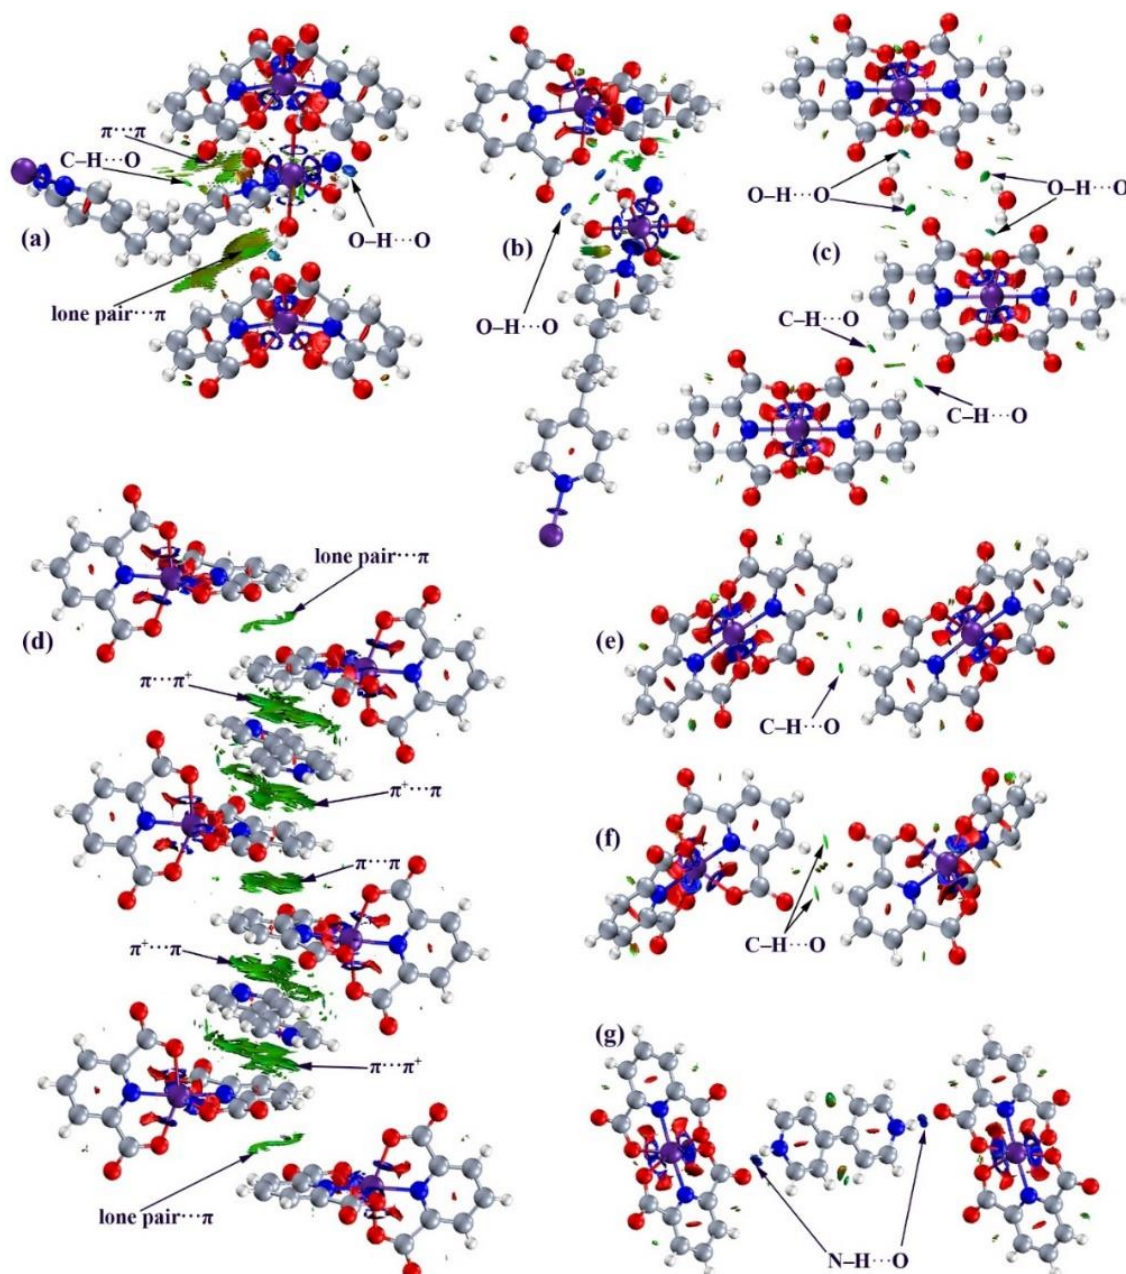 π···π
C–H···O
(a)
O–H···O
lone pair···π
(b)
O–H···O
O–H···O
O–H···O
(c)
C–H···O
C–H···O
lone pair···π
(d)
π···π⁺
π⁺···π
π···π
π⁺···π
π···π⁺
lone pair···π
(e)
C–H···O
(f)
C–H···O
(g)
N–H···O